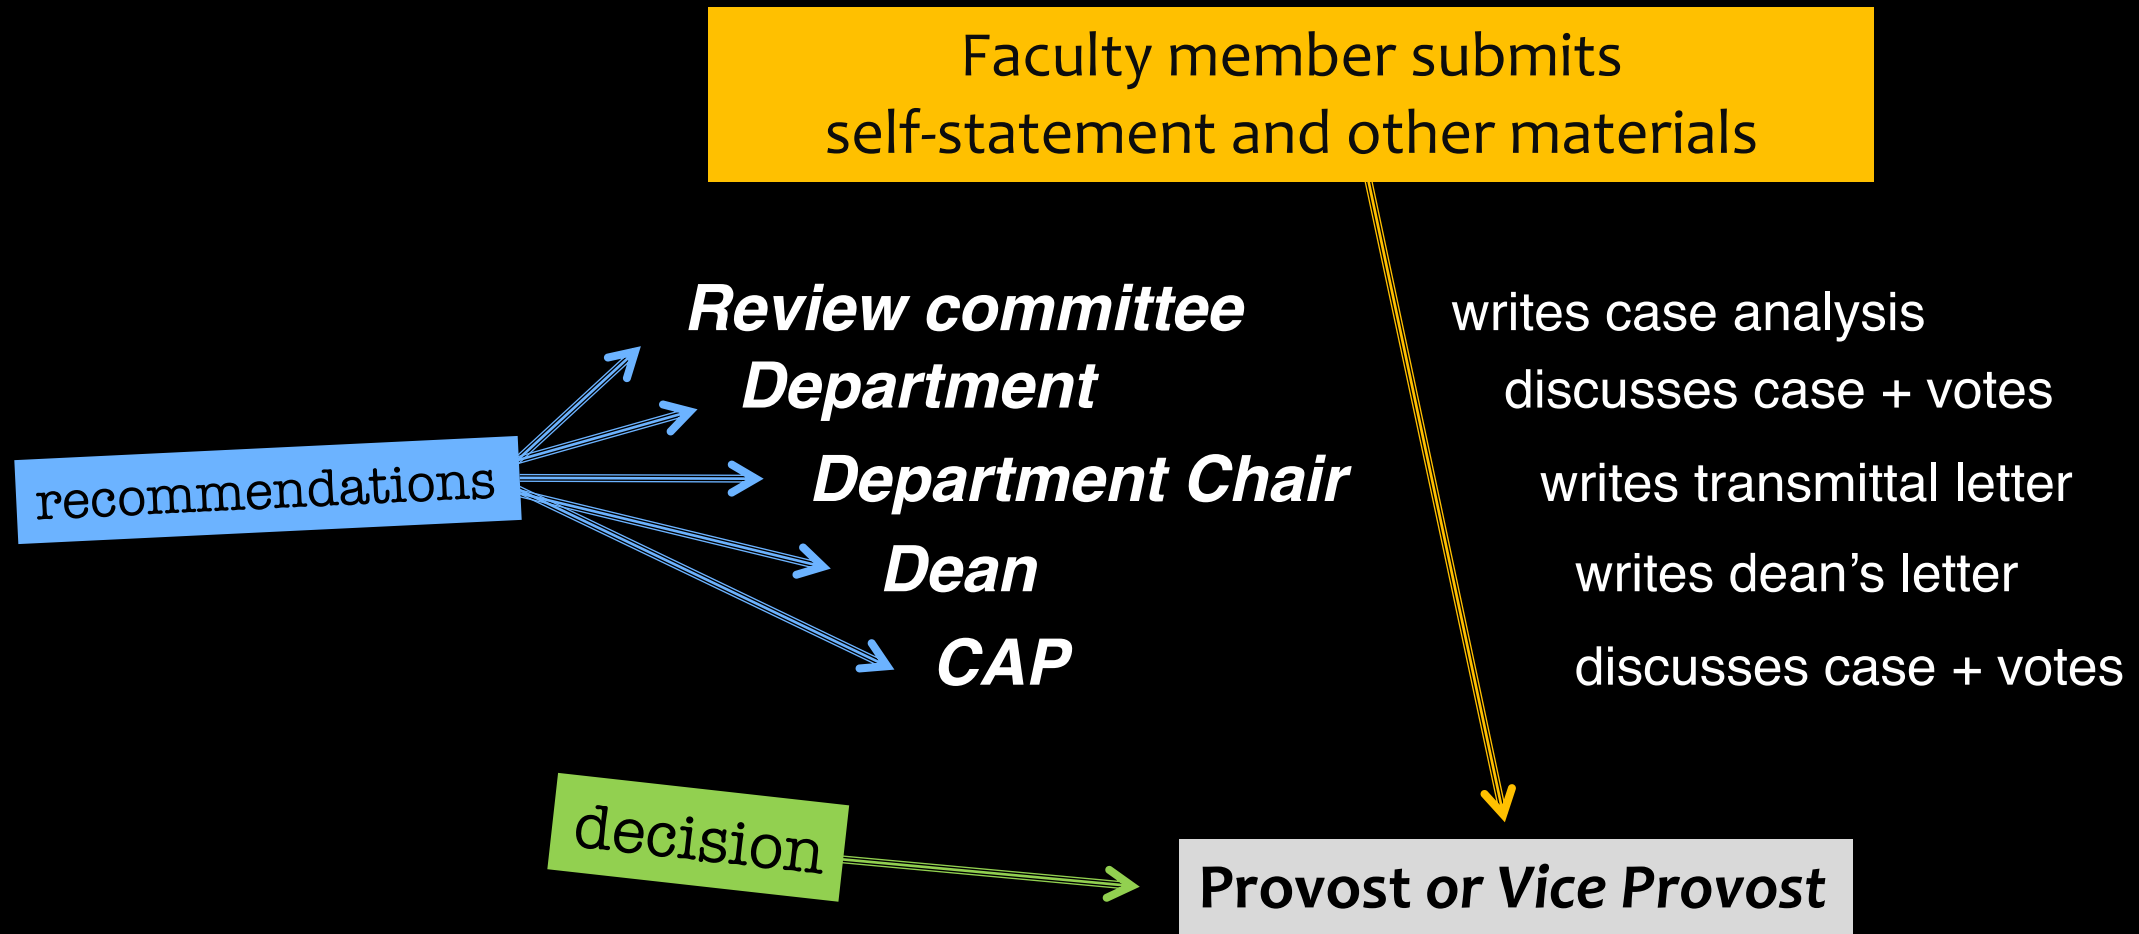 Faculty member submits
self-statement and other materials
Review committee writes case analysis
Department discusses case + votes
recommendations
Department Chair writes transmittal letter
Dean writes dean’s letter
CAP discusses case + votes
decision
Provost or Vice Provost